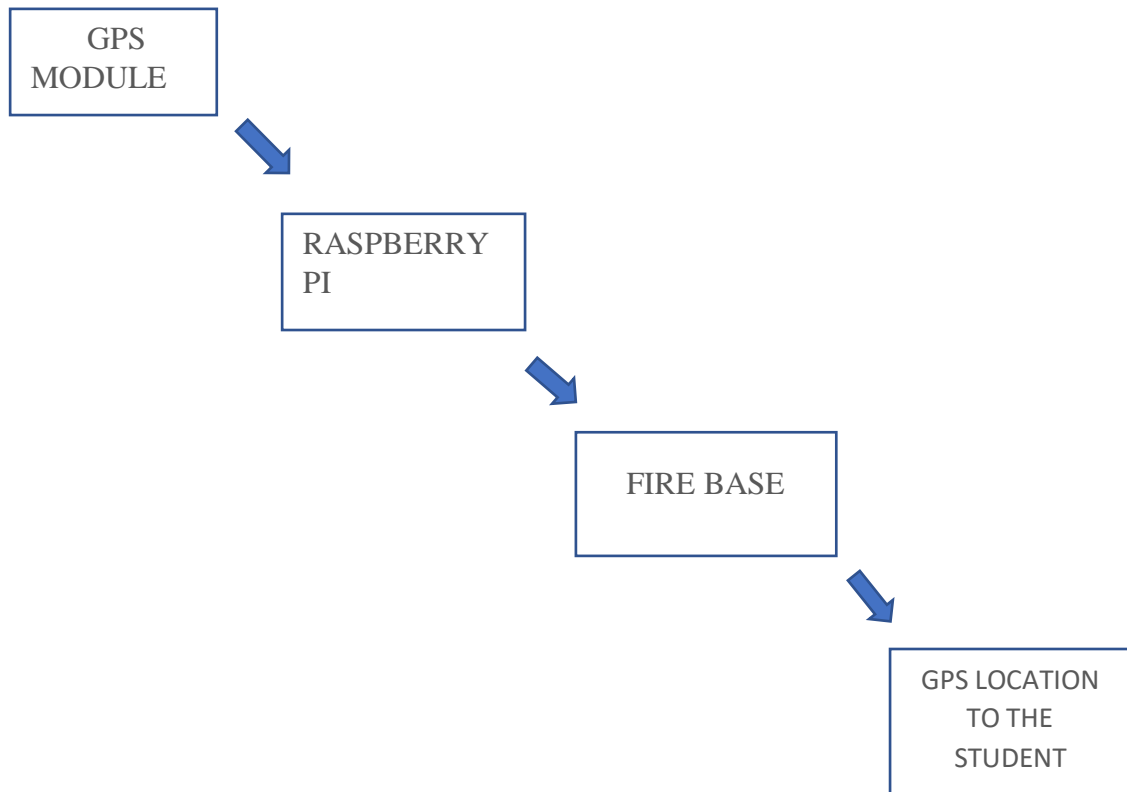 GPS
MODULE
RASPBERRY
PI
FIRE BASE
GPS LOCATION
TO THE
STUDENT